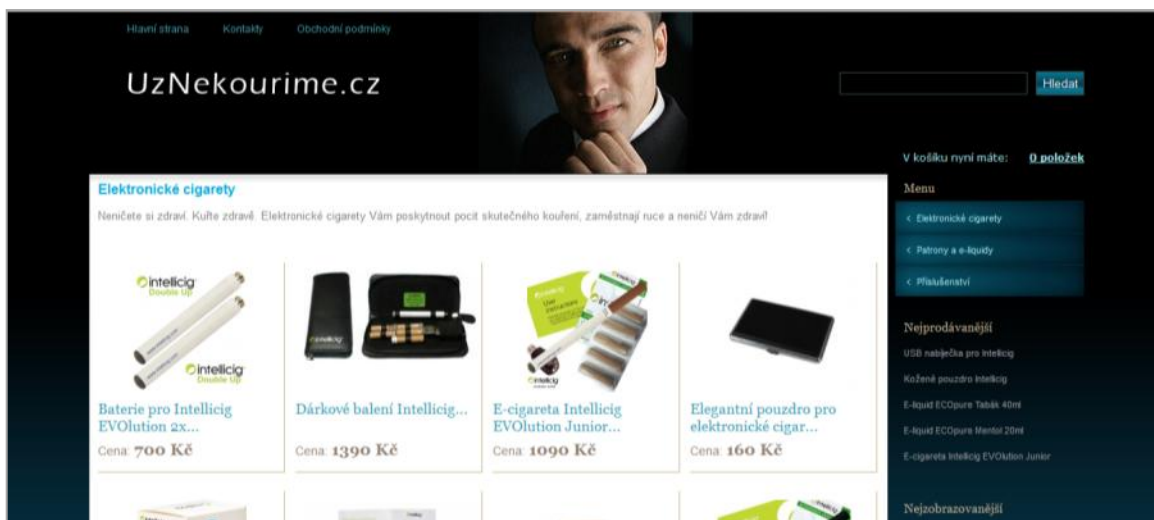 Hlavní strana Kontakty Obchodní podmínky
UzNekourime.cz
Hledat
V košíku nyní máte: 0 položek
Elektronické cigarety
Neničete si zdraví. Kuřte zdravě. Elektronické cigarety Vám poskytnout pocit skutečného kouření, zaměstnají ruce a neničí Vám zdraví!
Menu
< Elektronické cigarety
< Patrony a e-liquidy
< Příslušenství
intellicig
Double Up
intellicig
Double Up
Baterie pro Intellicig
EVOlution 2x...
Cena: 700 Kč
intellicig
Dárkové balení Intellicig...
Cena: 1390 Kč
User
Instructions
intellicig
E-cigareta Intellicig
EVOlution Junior...
Cena: 1090 Kč
Elegantní pouzdro pro
elektronické cigar...
Cena: 160 Kč
Nejprodávanější
USB nabíječka pro Intellicig
Kožené pouzdro Intellicig
E-liquid ECOpure Tabák 40ml
E-liquid ECOpure Mentol 20ml
E-cigareta Intellicig EVOlution Junior
Nejzobrazovanější